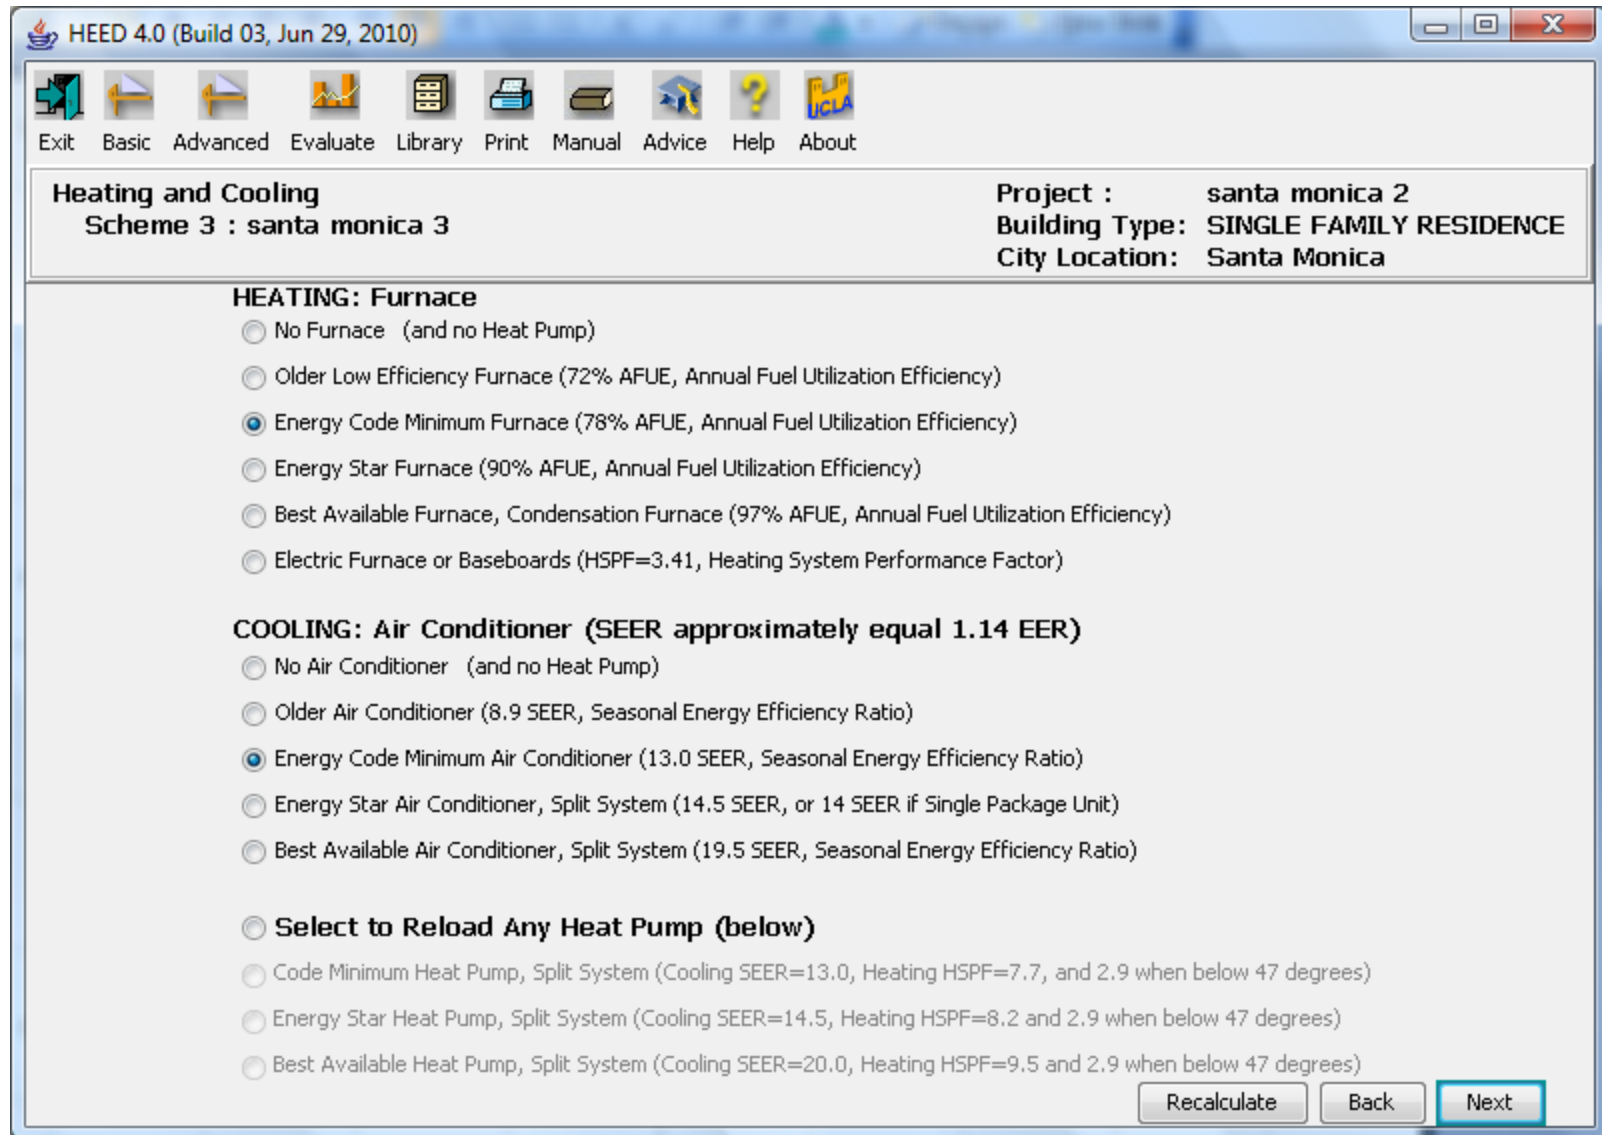 HEED 4.0 (Build 03, Jun 29, 2010)
Exit Basic Advanced Evaluate Library Print Manual Advice Help About
UCLA
Heating and Cooling
Scheme 3 : santa monica 3
Project : santa monica 2
Building Type: SINGLE FAMILY RESIDENCE
City Location: Santa Monica
HEATING: Furnace
No Furnace (and no Heat Pump)
Older Low Efficiency Furnace (72% AFUE, Annual Fuel Utilization Efficiency)
Energy Code Minimum Furnace (78% AFUE, Annual Fuel Utilization Efficiency)
Energy Star Furnace (90% AFUE, Annual Fuel Utilization Efficiency)
Best Available Furnace, Condensation Furnace (97% AFUE, Annual Fuel Utilization Efficiency)
Electric Furnace or Baseboards (HSPF=3.41, Heating System Performance Factor)
COOLING: Air Conditioner (SEER approximately equal 1.14 EER)
No Air Conditioner (and no Heat Pump)
Older Air Conditioner (8.9 SEER, Seasonal Energy Efficiency Ratio)
Energy Code Minimum Air Conditioner (13.0 SEER, Seasonal Energy Efficiency Ratio)
Energy Star Air Conditioner, Split System (14.5 SEER, or 14 SEER if Single Package Unit)
Best Available Air Conditioner, Split System (19.5 SEER, Seasonal Energy Efficiency Ratio)
Select to Reload Any Heat Pump (below)
Code Minimum Heat Pump, Split System (Cooling SEER=13.0, Heating HSPF=7.7, and 2.9 when below 47 degrees)
Energy Star Heat Pump, Split System (Cooling SEER=14.5, Heating HSPF=8.2 and 2.9 when below 47 degrees)
Best Available Heat Pump, Split System (Cooling SEER=20.0, Heating HSPF=9.5 and 2.9 when below 47 degrees)
Recalculate Back Next